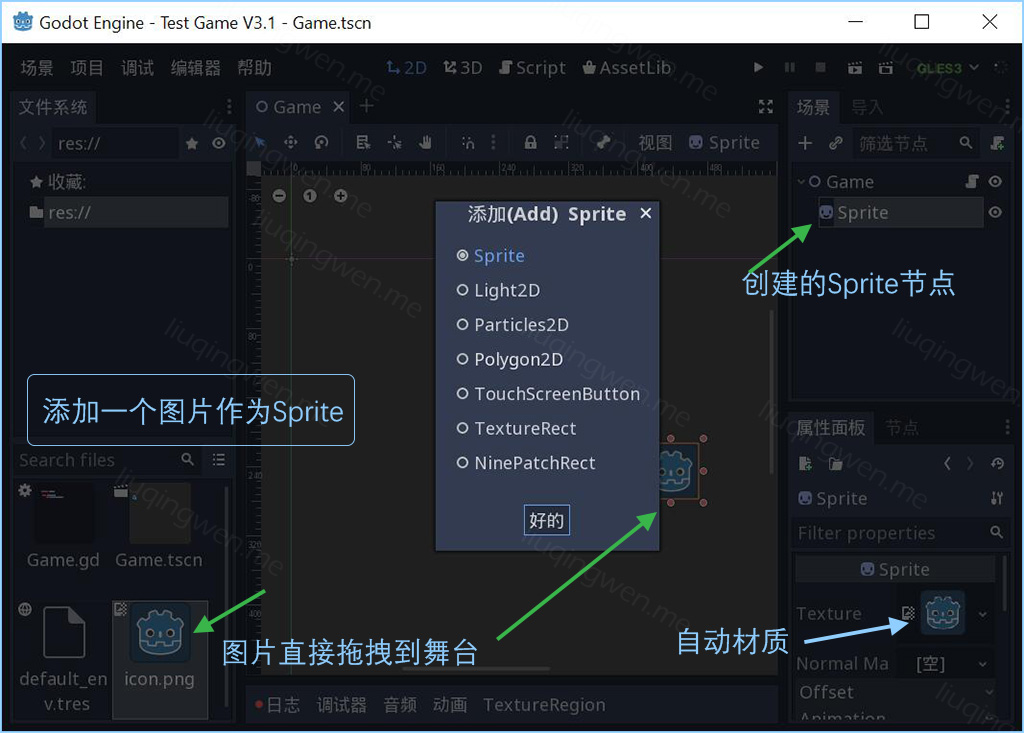 Godot Engine - Test Game V3.1 - Game.tscn
场景 项目 调试 编辑器 帮助 2D 3D Script AssetLib GLES3
文件系统
Game
场景 导入
res://
视图 Sprite
筛选节点
收藏:
res://
Game
Sprite
添加(Add) Sprite
Sprite
Light2D
Particles2D
Polygon2D
TouchScreenButton
TextureRect
NinePatchRect
好的
创建的Sprite节点
添加一个图片作为Sprite
Search files
Game.gd Game.tscn
default_en
v.tres
icon.png
图片直接拖拽到舞台
自动材质
属性面板 节点
Sprite
Filter properties
Sprite
Texture
Normal Ma [空]
Offset
Animation
日志 调试器 音频 动画 TextureRegion
liuqingwen.me